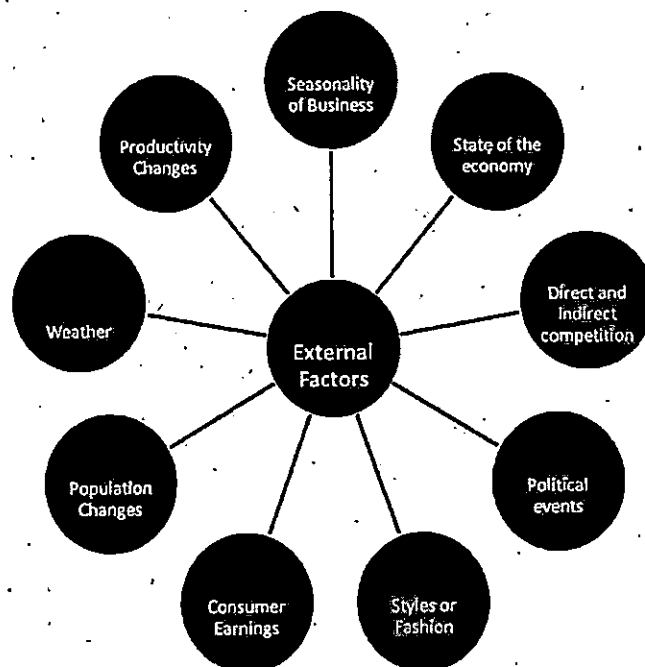 Seasonality
of Business
State of the
economy
Direct and
Indirect
competition
Political
events
Styles or
Fashion
Consumer
Earnings
Population
Changes
Weather
Productivity
Changes
External
Factors